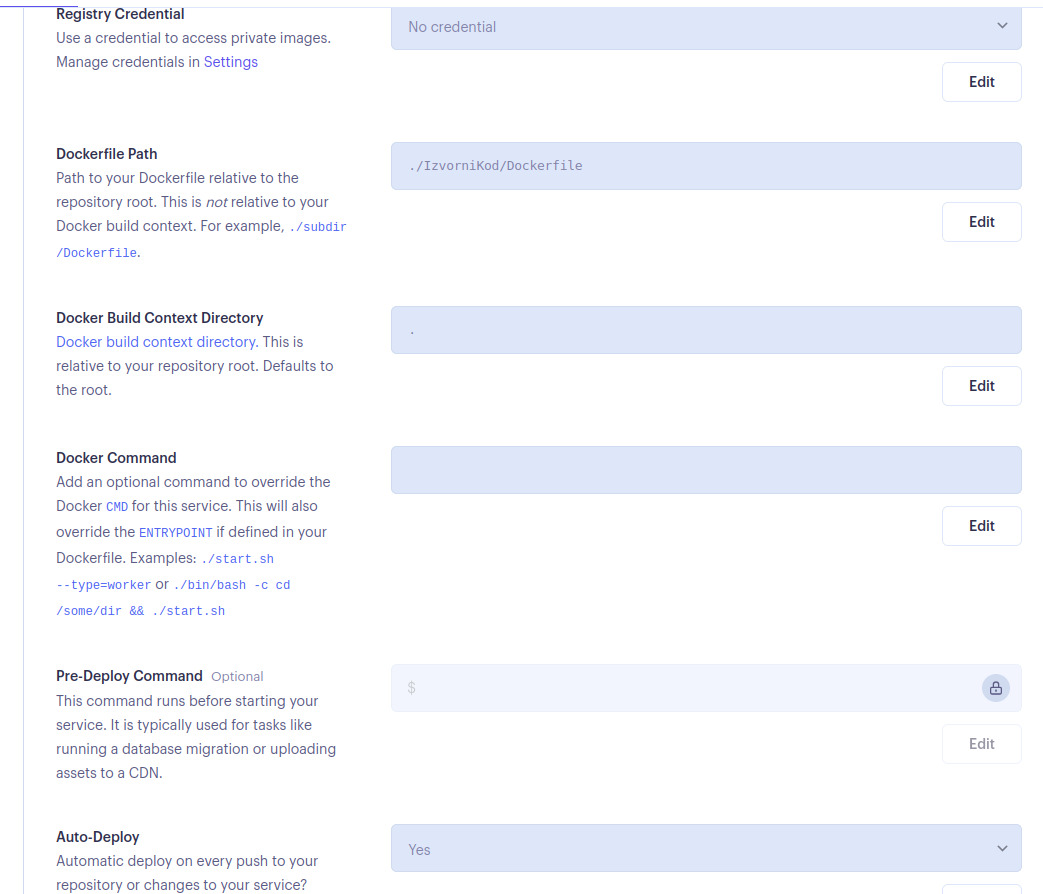 Registry Credential
No credential
Use a credential to access private images.
Manage credentials in Settings
Edit
Dockerfile Path
./IzvorniKod/Dockerfile
Path to your Dockerfile relative to the
repository root. This is not relative to your
Docker build context. For example, ./subdir
/Dockerfile.
Edit
Docker Build Context Directory
.
Docker build context directory. This is
relative to your repository root. Defaults to
the root.
Edit
Docker Command
Add an optional command to override the
Docker CMD for this service. This will also
override the ENTRYPOINT if defined in your
Dockerfile. Examples: ./start.sh
--type=worker or ./bin/bash -c cd
/some/dir && ./start.sh
Edit
Pre-Deploy Command Optional
$
This command runs before starting your
service. It is typically used for tasks like
running a database migration or uploading
assets to a CDN.
Edit
Auto-Deploy
Yes
Automatic deploy on every push to your
repository or changes to your service?